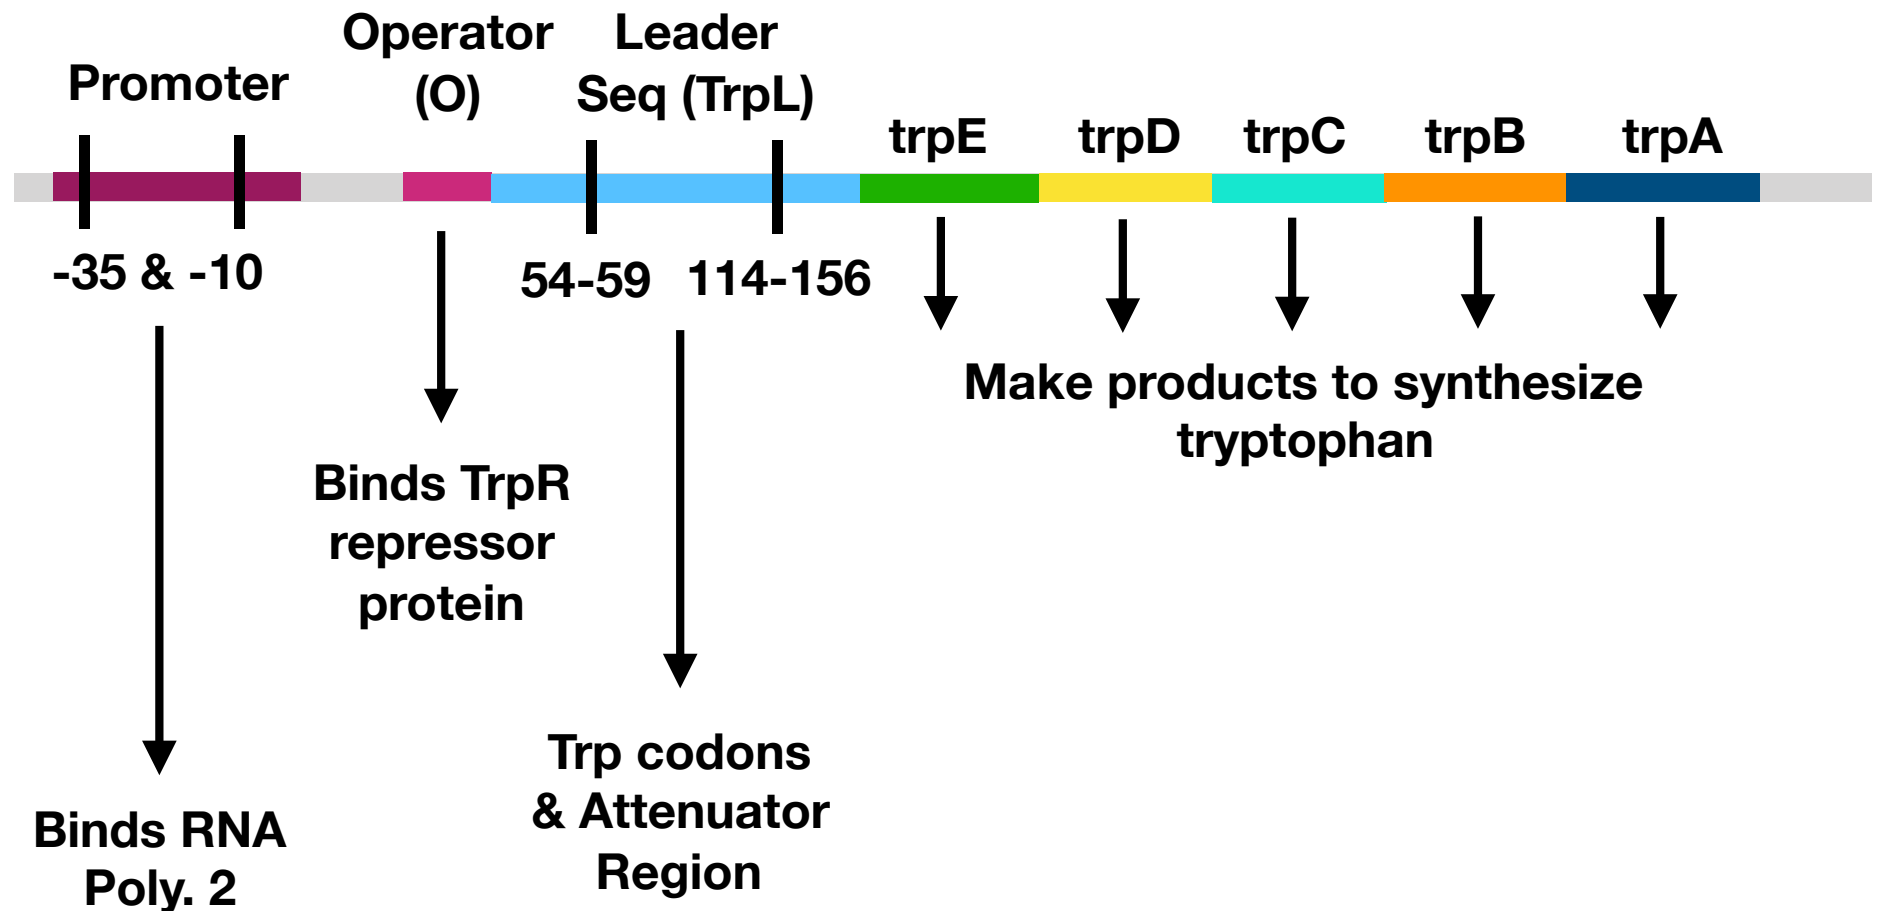 Promoter
Operator
(O)
Leader
Seq (TrpL)
trpE
trpD
trpC
trpB
trpA
-35 & -10
54-59
114-156
Binds RNA
Poly. 2
Binds TrpR
repressor
protein
Trp codons
& Attenuator
Region
Make products to synthesize
tryptophan